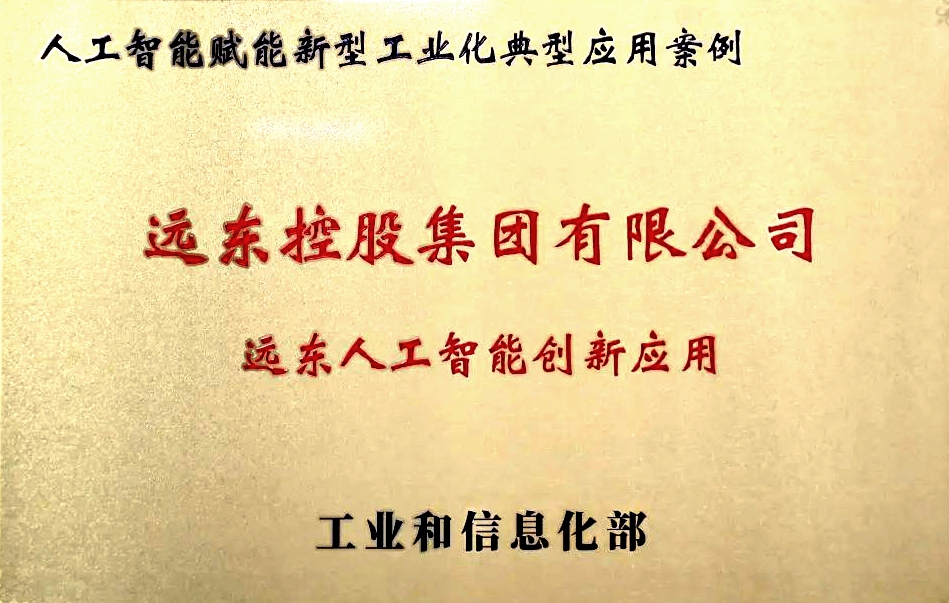 人工智能赋能新型工业化典型应用案例
远东控股集团有限公司
远东人工智能创新应用
工业和信息化部